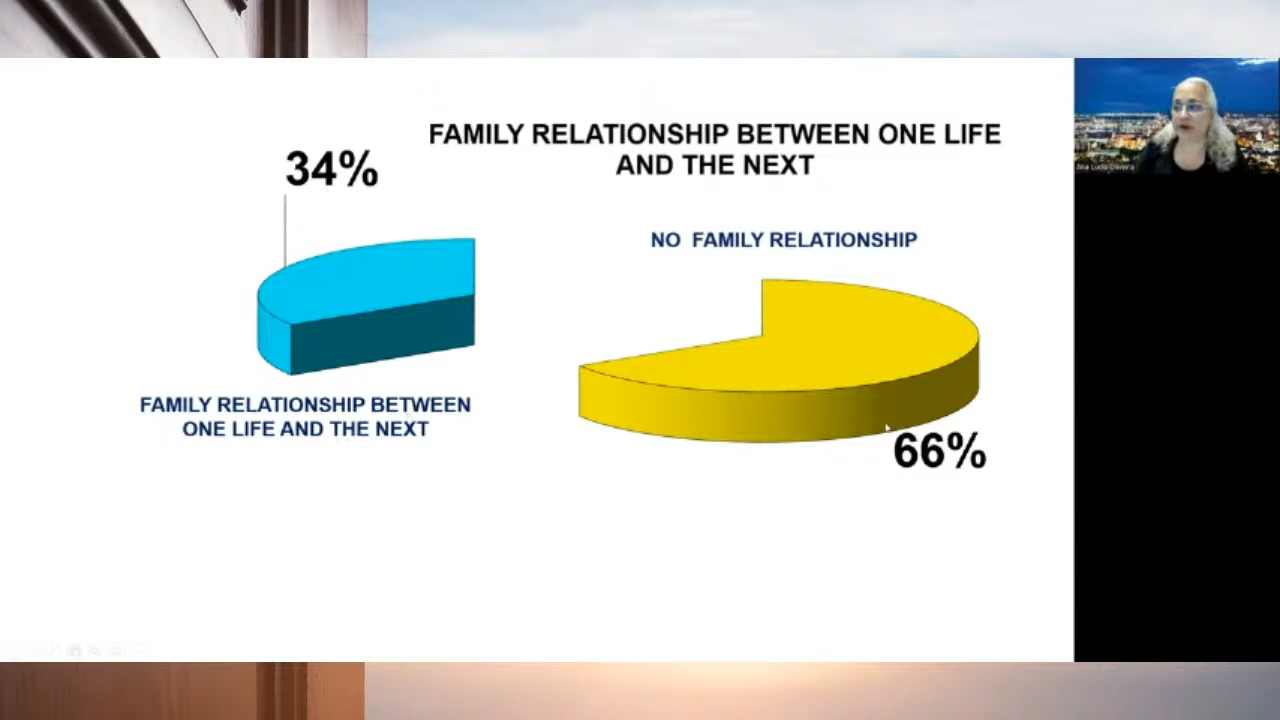 FAMILY RELATIONSHIP BETWEEN ONE LIFE
AND THE NEXT
34%
NO FAMILY RELATIONSHIP
FAMILY RELATIONSHIP BETWEEN
ONE LIFE AND THE NEXT
66%